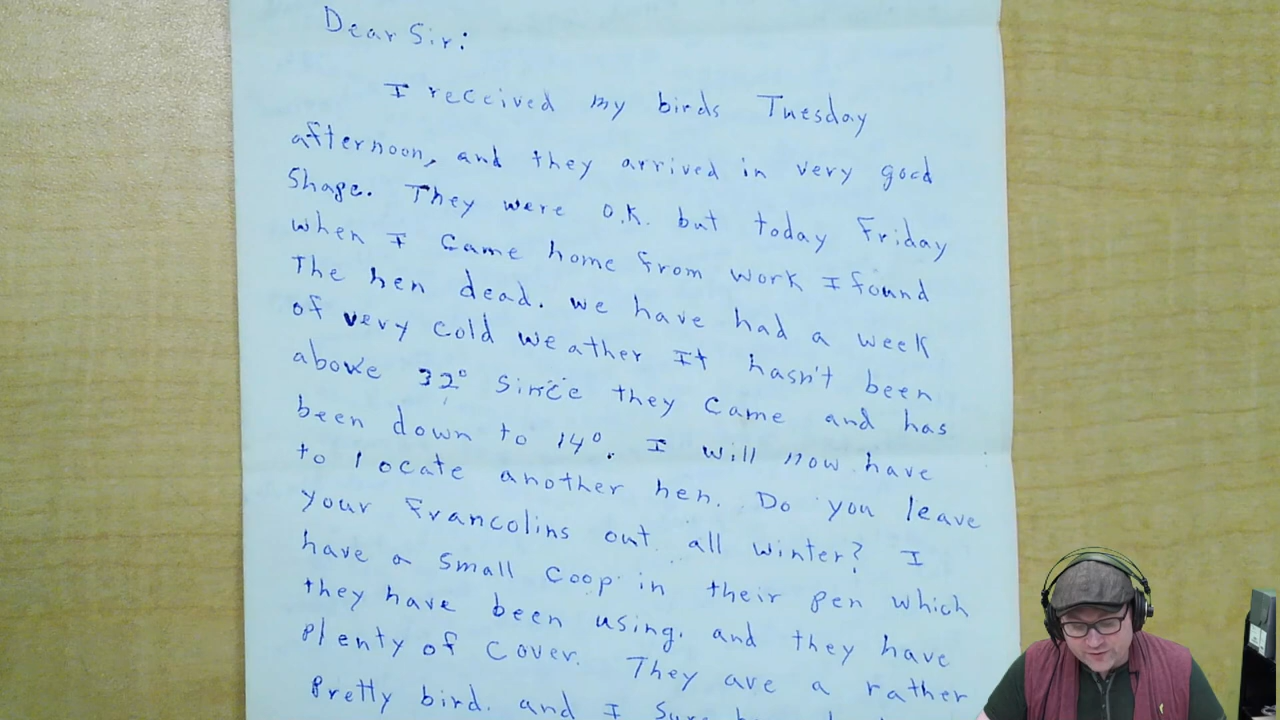 Dear Sir:
I received my birds Tuesday
afternoon, and they arrived in very good
Shape. They were O.K. but today Friday
when I came home from work I found
The hen dead. we have had a week
of very cold weather It hasn't been
above 32° since they came and has
been down to 14°. I will now have
to locate another hen. Do you leave
your Francolins out all winter? I
have a small coop in their pen which
they have been using. and they have
plenty of cover. They are a rather
Pretty bird. and I sure